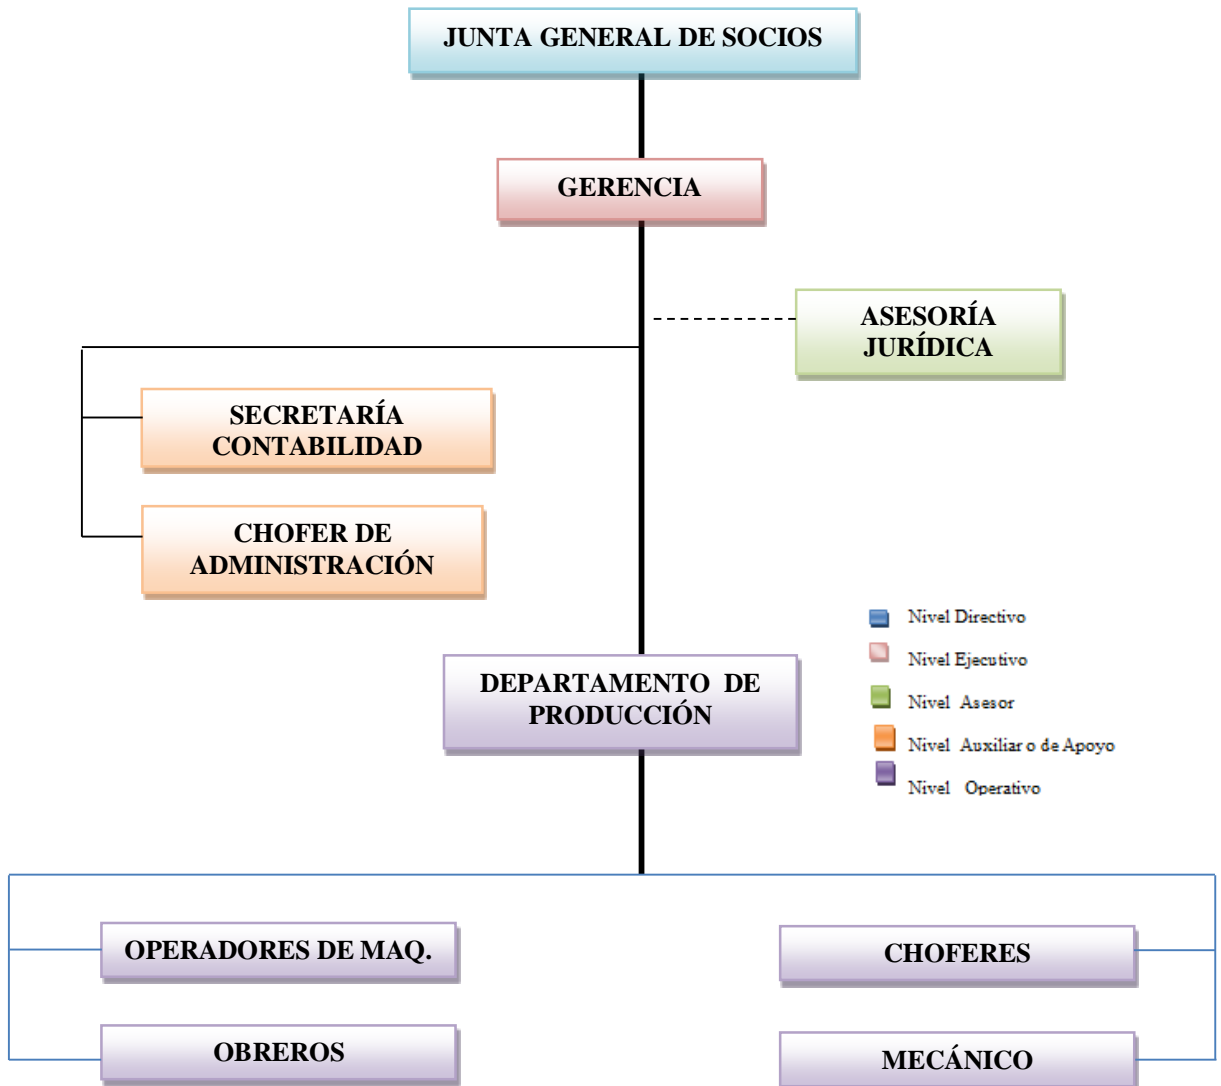 JUNTA GENERAL DE SOCIOS
GERENCIA
ASESORÍA
JURÍDICA
SECRETARÍA
CONTABILIDAD
CHOFER DE
ADMINISTRACIÓN
DEPARTAMENTO DE
PRODUCCIÓN
Nivel Directivo
Nivel Ejecutivo
Nivel Asesor
Nivel Auxiliar o de Apoyo
Nivel Operativo
OPERADORES DE MAQ.
OBREROS
CHOFERES
MECÁNICO